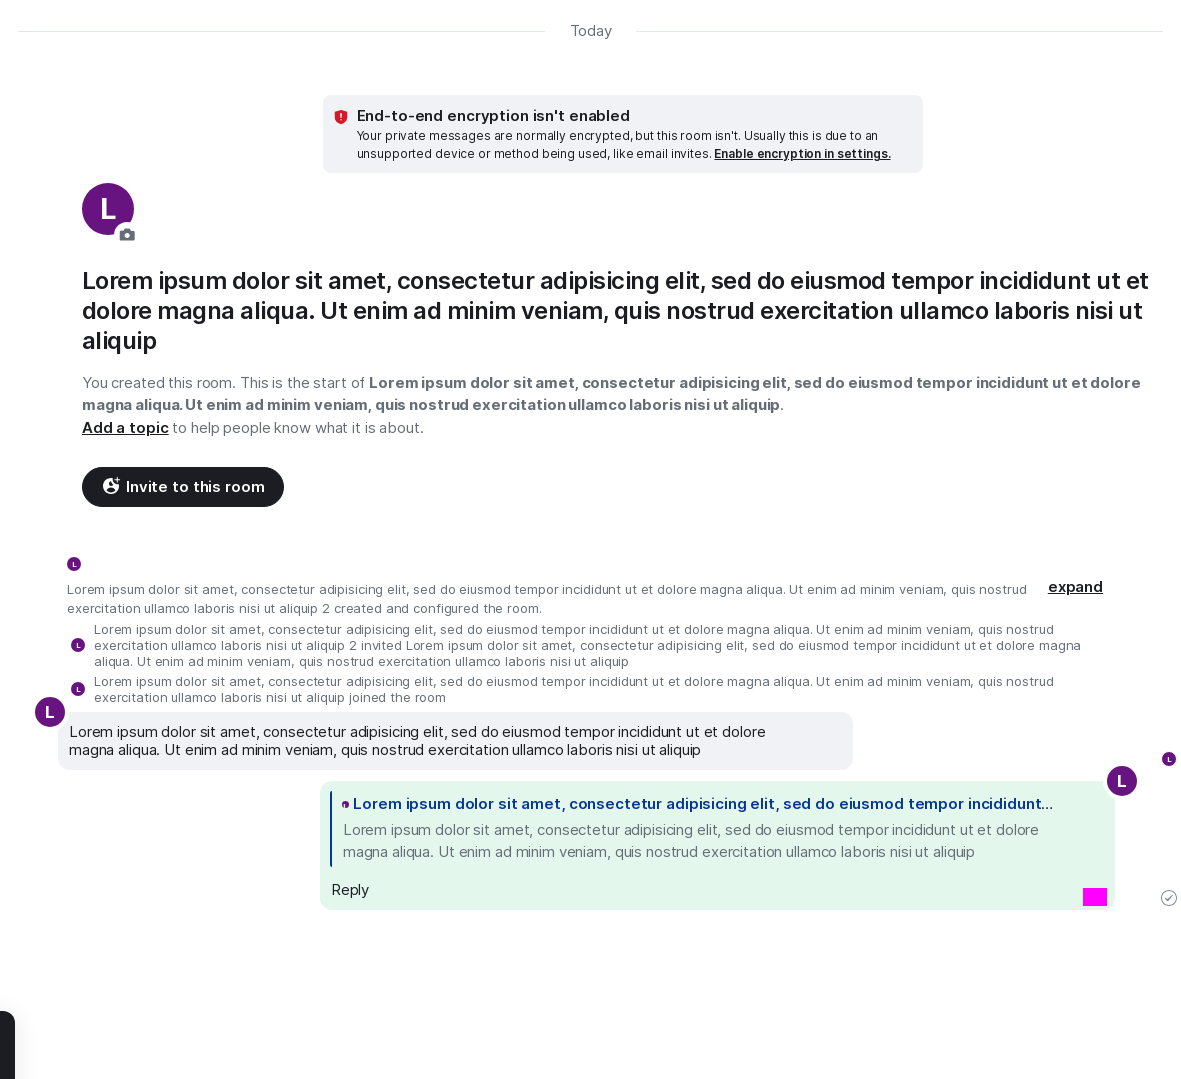 Today
End-to-end encryption isn't enabled
Your private messages are normally encrypted, but this room isn't. Usually this is due to an
unsupported device or method being used, like email invites. Enable encryption in settings.
L
Lorem ipsum dolor sit amet, consectetur adipisicing elit, sed do eiusmod tempor incididunt ut et
dolore magna aliqua. Ut enim ad minim veniam, quis nostrud exercitation ullamco laboris nisi ut
aliquip
You created this room. This is the start of Lorem ipsum dolor sit amet, consectetur adipisicing elit, sed do eiusmod tempor incididunt ut et dolore
magna aliqua. Ut enim ad minim veniam, quis nostrud exercitation ullamco laboris nisi ut aliquip.
Add a topic to help people know what it is about.
Invite to this room
L
Lorem ipsum dolor sit amet, consectetur adipisicing elit, sed do eiusmod tempor incididunt ut et dolore magna aliqua. Ut enim ad minim veniam, quis nostrud
exercitation ullamco laboris nisi ut aliquip 2 created and configured the room.
expand
L
Lorem ipsum dolor sit amet, consectetur adipisicing elit, sed do eiusmod tempor incididunt ut et dolore magna aliqua. Ut enim ad minim veniam, quis nostrud
exercitation ullamco laboris nisi ut aliquip 2 invited Lorem ipsum dolor sit amet, consectetur adipisicing elit, sed do eiusmod tempor incididunt ut et dolore magna
aliqua. Ut enim ad minim veniam, quis nostrud exercitation ullamco laboris nisi ut aliquip
L
Lorem ipsum dolor sit amet, consectetur adipisicing elit, sed do eiusmod tempor incididunt ut et dolore magna aliqua. Ut enim ad minim veniam, quis nostrud
exercitation ullamco laboris nisi ut aliquip joined the room
L
Lorem ipsum dolor sit amet, consectetur adipisicing elit, sed do eiusmod tempor incididunt ut et dolore
magna aliqua. Ut enim ad minim veniam, quis nostrud exercitation ullamco laboris nisi ut aliquip
L
L
Lorem ipsum dolor sit amet, consectetur adipisicing elit, sed do eiusmod tempor incididunt...
Lorem ipsum dolor sit amet, consectetur adipisicing elit, sed do eiusmod tempor incididunt ut et dolore
magna aliqua. Ut enim ad minim veniam, quis nostrud exercitation ullamco laboris nisi ut aliquip
Reply